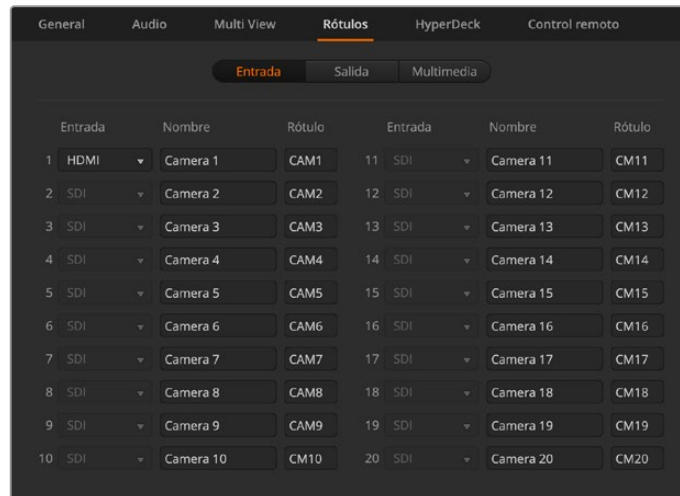 General Audio Multi View Rótulos HyperDeck Control remoto
Entrada Salida Multimedia
Entrada Nombre Rótulo Entrada Nombre Rótulo
1 HDMI Camera 1 CAM1 11 SDI Camera 11 CM11
2 SDI Camera 2 CAM2 12 SDI Camera 12 CM12
3 SDI Camera 3 CAM3 13 SDI Camera 13 CM13
4 SDI Camera 4 CAM4 14 SDI Camera 14 CM14
5 SDI Camera 5 CAM5 15 SDI Camera 15 CM15
6 SDI Camera 6 CAM6 16 SDI Camera 16 CM16
7 SDI Camera 7 CAM7 17 SDI Camera 17 CM17
8 SDI Camera 8 CAM8 18 SDI Camera 18 CM18
9 SDI Camera 9 CAM9 19 SDI Camera 19 CM19
10 SDI Camera 10 CM10 20 SDI Camera 20 CM20